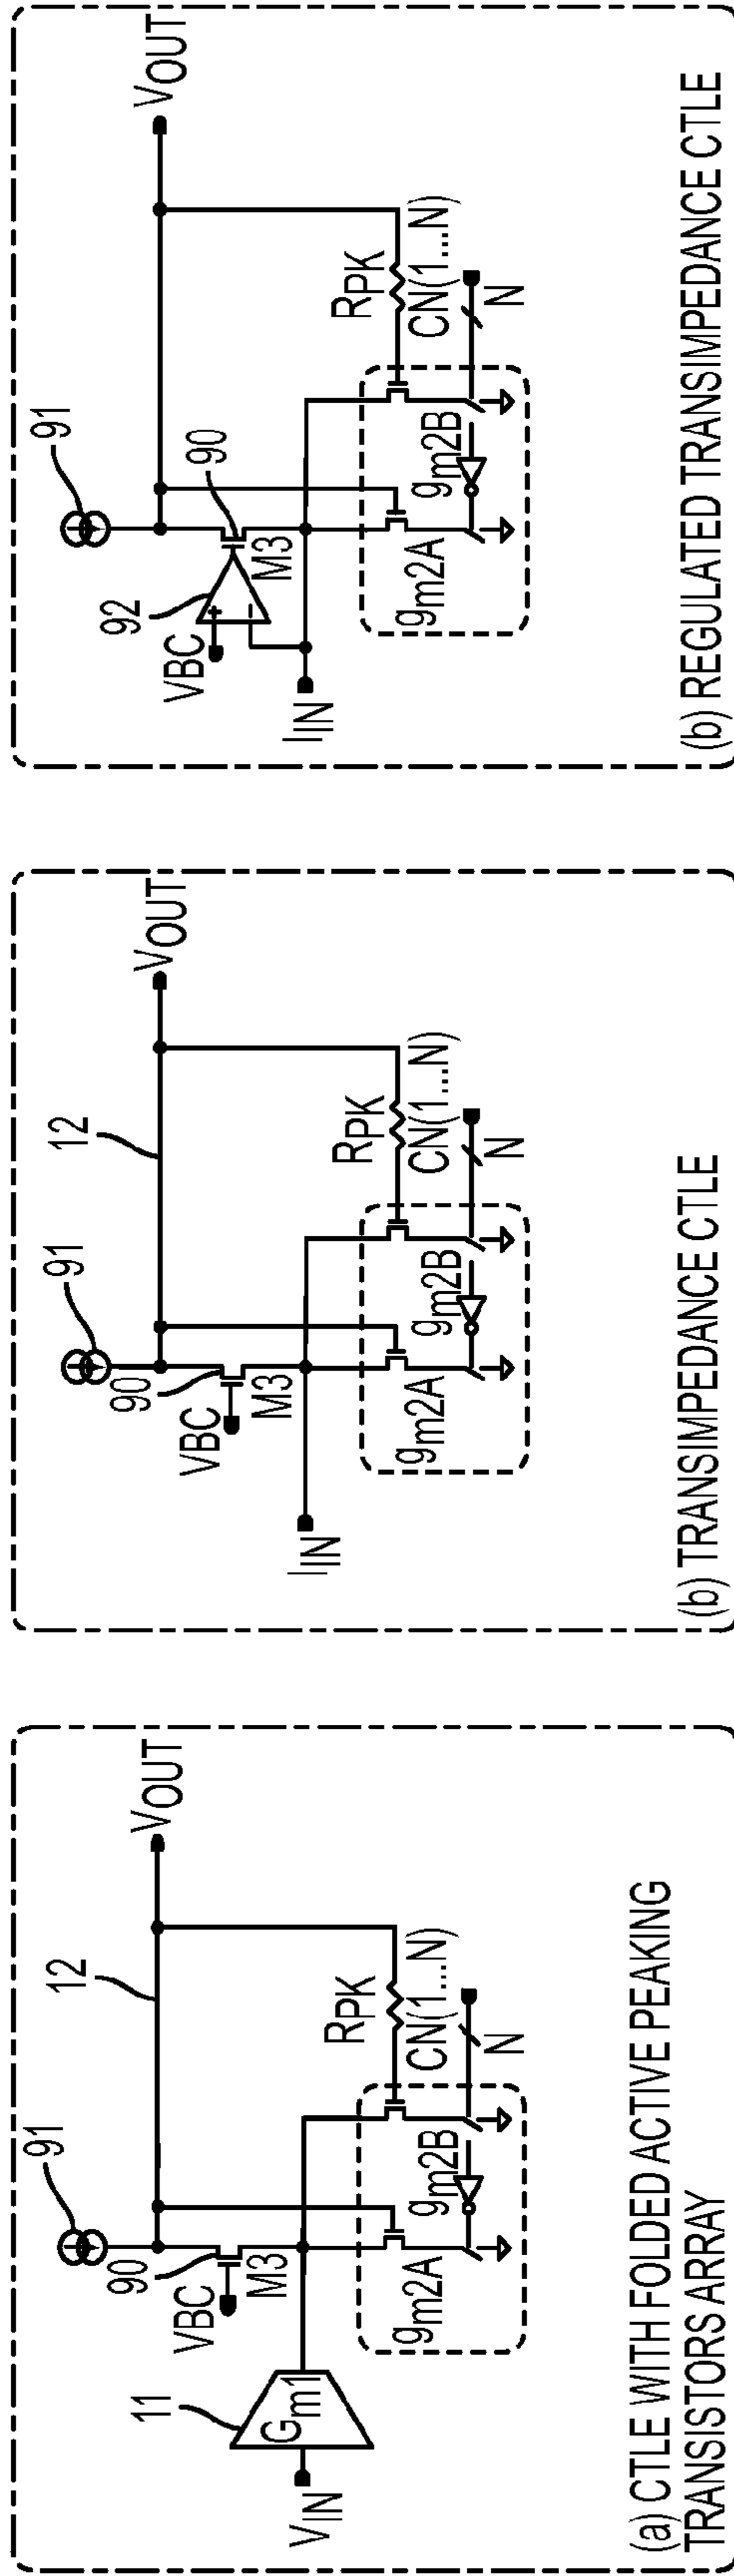 11
VIN
Gm1
VBC
90
91
M3
12
VOUT
RPK
CN(1...N)
N
gm2A
gm2B
(a) CTLE WITH FOLDED ACTIVE PEAKING
TRANSISTORS ARRAY
91
90
VBC
M3
12
VOUT
IIN
RPK
CN(1...N)
N
gm2A
gm2B
(b) TRANSIMPEDANCE CTLE
91
92
90
VBC
+
−
M3
VOUT
IIN
RPK
CN(1...N)
N
gm2A
gm2B
(b) REGULATED TRANSIMPEDANCE CTLE